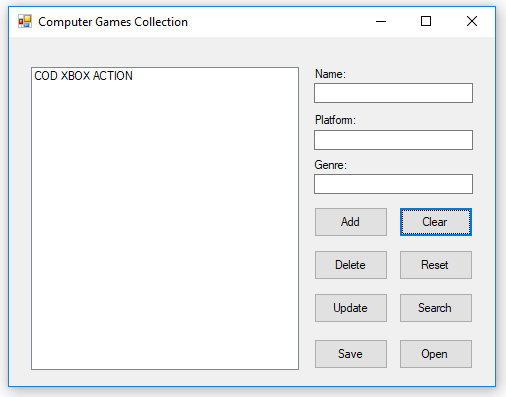 Computer Games Collection
COD XBOX ACTION
Name:
Platform:
Genre:
Add
Clear
Delete
Reset
Update
Search
Save
Open